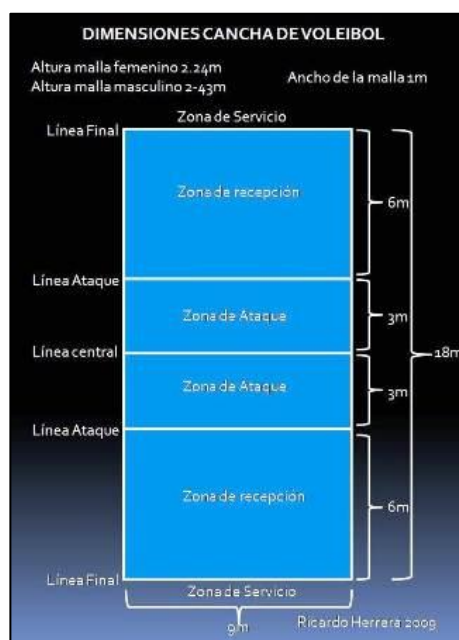 DIMENSIONES CANCHA DE VOLEIBOL
Altura malla femenino 2.24m
Altura malla masculino 2-43m
Ancho de la malla 1m
Zona de Servicio
Línea Final
Zona de recepción
6m
Línea Ataque
Zona de Ataque
3m
Línea central
18m
Zona de Ataque
3m
Línea Ataque
Zona de recepción
6m
Línea Final
Zona de Servicio
9m
Ricardo Herrera 2009